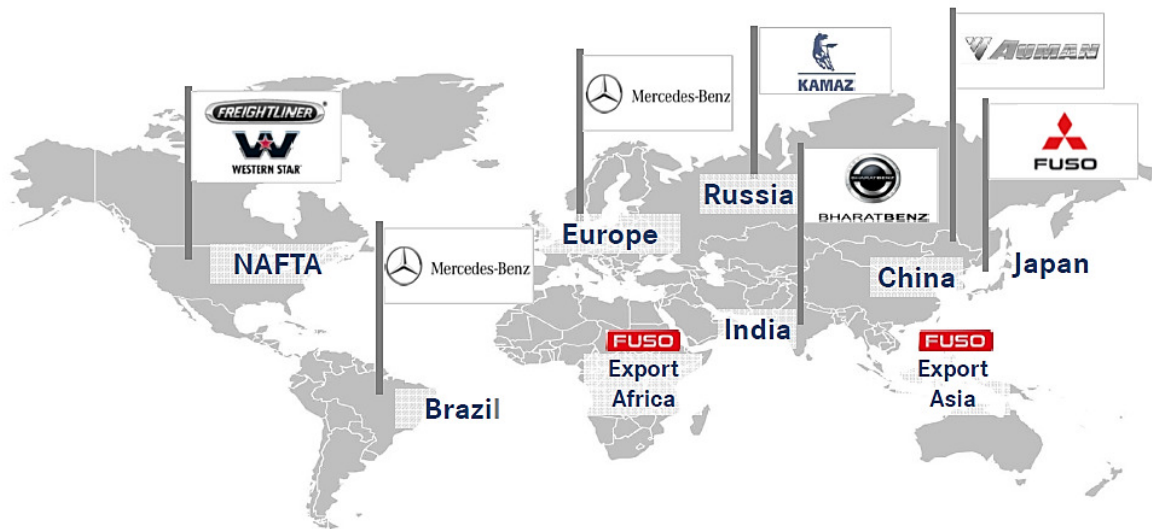 FREIGHTLINER®
WESTERN STAR®
NAFTA
Mercedes-Benz
Brazil
Mercedes-Benz
Europe
KAMAZ
Russia
BHARATBENZ
India
AUMAN
China
FUSO
Japan
FUSO
Export
Africa
FUSO
Export
Asia